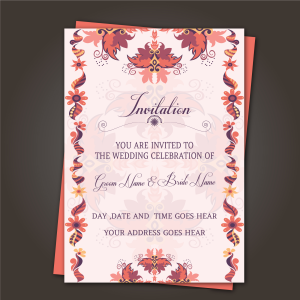 Invitation
YOU ARE INVITED TO
THE WEDDING CELEBRATION OF
Groom Name & Bride Name
DAY ,DATE AND TIME GOES HEAR
YOUR ADDRESS GOES HEAR